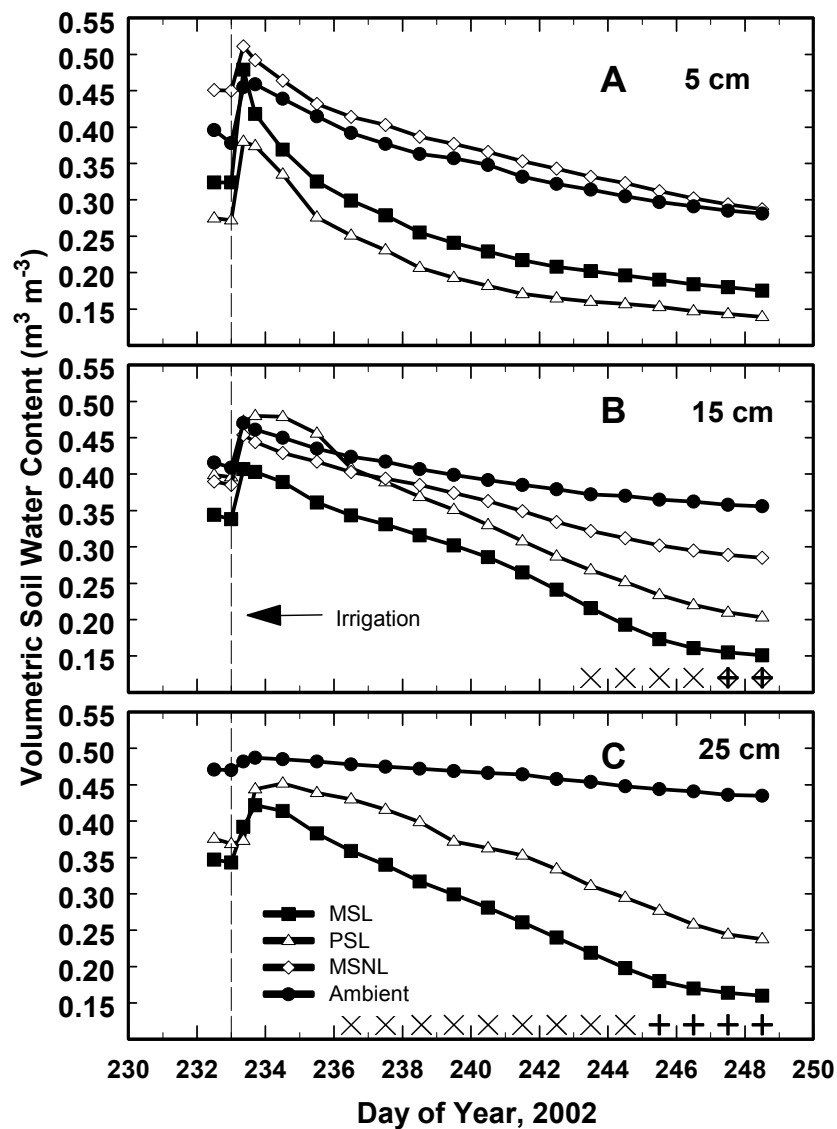 0.55
0.50
0.45
0.40
0.35
0.30
0.25
0.20
0.15
A 5 cm
0.55
0.50
0.45
0.40
0.35
0.30
0.25
0.20
0.15
B 15 cm
Irrigation
0.55
0.50
0.45
0.40
0.35
0.30
0.25
0.20
0.15
C 25 cm
MSL
PSL
MSNL
Ambient
230 232 234 236 238 240 242 244 246 248 250
Day of Year, 2002
Volumetric Soil Water Content (m³ m⁻³)